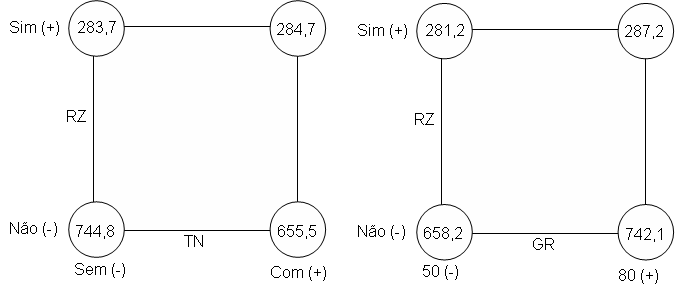 Sim (+)
283,7
284,7
RZ
Não (-)
744,8
655,5
TN
Sem (-)
Com (+)
Sim (+)
281,2
287,2
RZ
Não (-)
658,2
742,1
GR
50 (-)
80 (+)